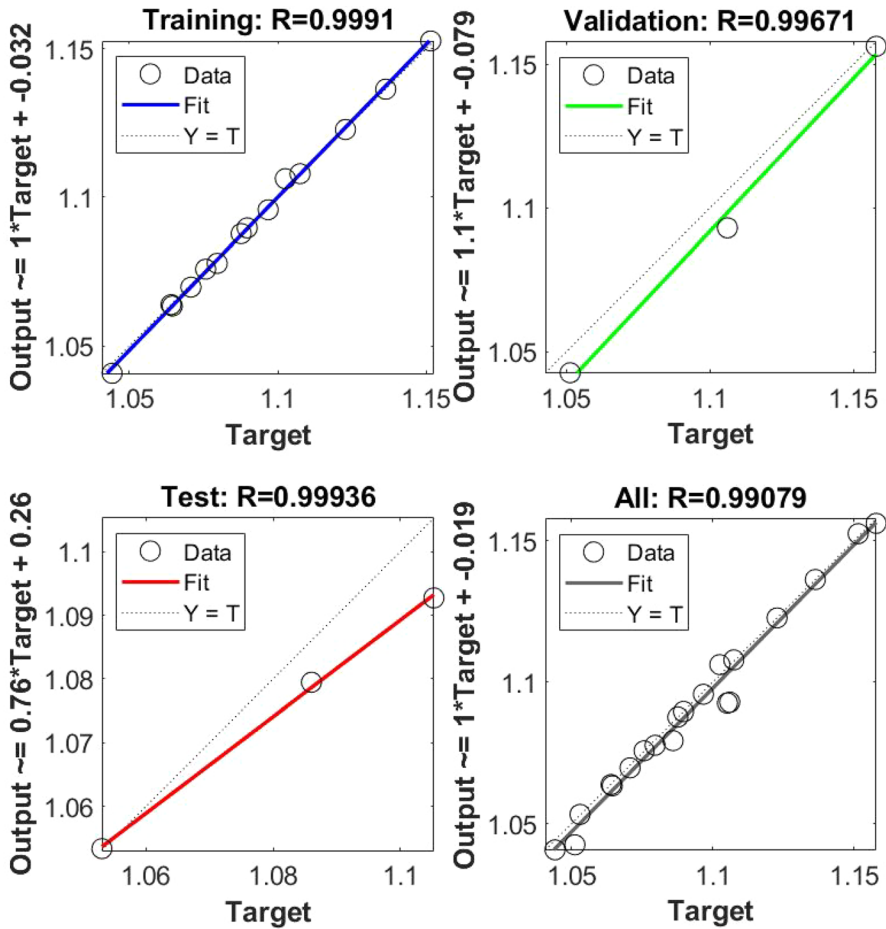 Training: R=0.9991
Output ~= 1*Target + -0.032
1.15
1.1
1.05
Data
Fit
Y = T
1.05
1.1
1.15
Target
Validation: R=0.99671
Output ~= 1.1*Target + -0.079
1.15
1.1
1.05
Data
Fit
Y = T
1.05
1.1
1.15
Target
Test: R=0.99936
Output ~= 0.76*Target + 0.26
1.1
1.09
1.08
1.07
1.06
Data
Fit
Y = T
1.06
1.08
1.1
Target
All: R=0.99079
Output ~= 1*Target + -0.019
1.15
1.1
1.05
Data
Fit
Y = T
1.05
1.1
1.15
Target